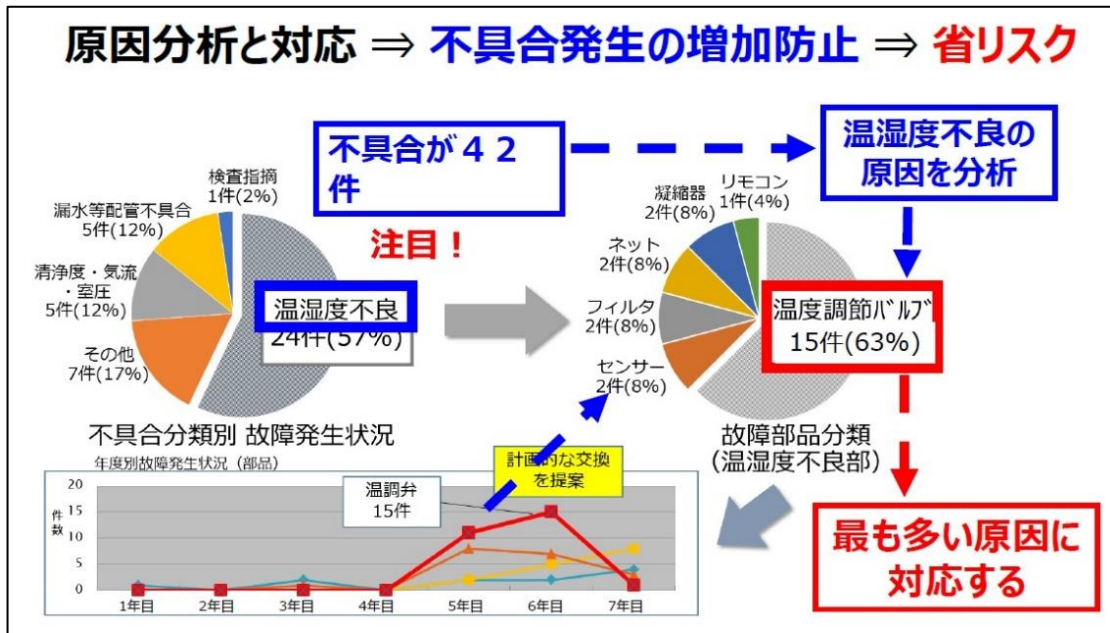 原因分析と対応 ⇒ 不具合発生の増加防止 ⇒ 省リスク
不具合が４２
件
温湿度不良の
原因を分析
注目！
検査指摘
1件(2%)
漏水等配管不具合
5件(12%)
清浄度・気流
・室圧
5件(12%)
その他
7件(17%)
温湿度不良
24件(57%)
不具合分類別 故障発生状況
リモコン
1件(4%)
凝縮器
2件(8%)
ネット
2件(8%)
フィルタ
2件(8%)
センサー
2件(8%)
温度調節ﾊﾞﾙﾌﾞ
15件(63%)
故障部品分類
（温湿度不良部）
年度別故障発生状況（部品）
計画的な交換
を提案
温調弁
15件
件数
20
15
10
5
0
1年目 2年目 3年目 4年目 5年目 6年目 7年目
最も多い原因に
対応する